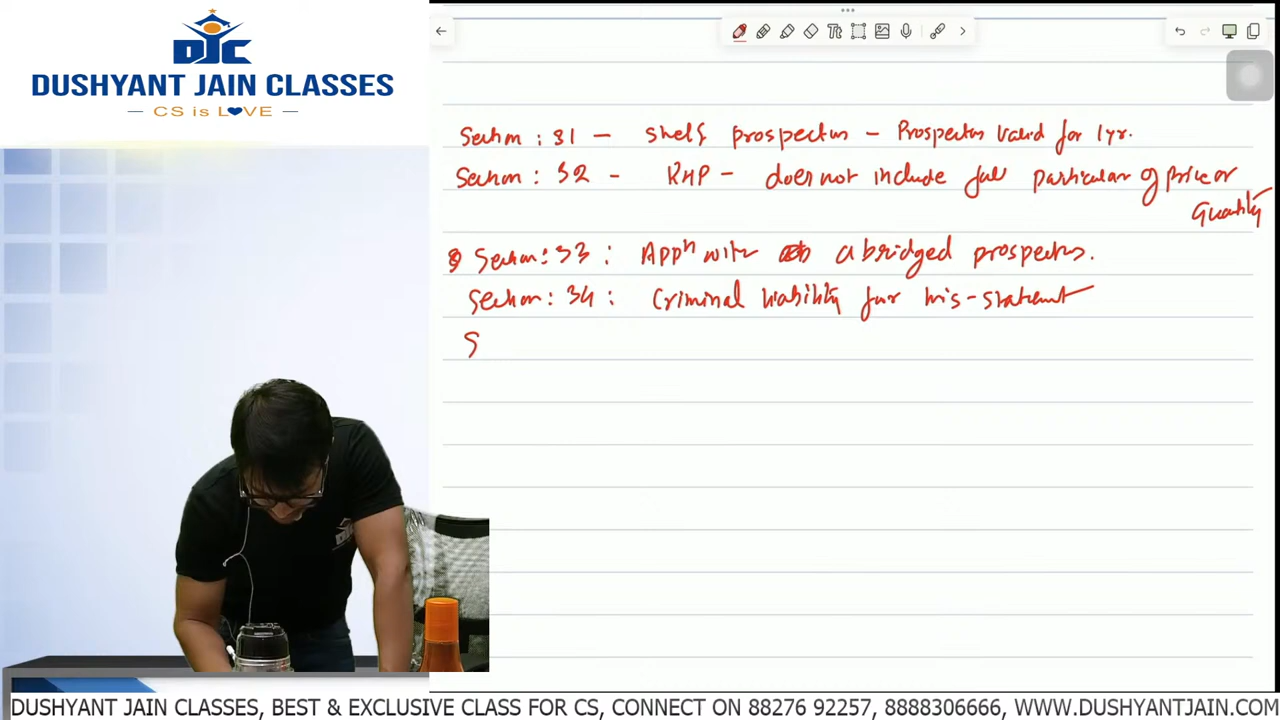 DJC
DUSHYANT JAIN CLASSES
— CS is LOVE —
Section : 31 — Shelf prospectus — Prospectus valid for 1 yr.
Section : 32 - RHP - does not include full particular of price or
Quantity
Section : 33 : Appn with abridged prospectus.
Section : 34 : Criminal liability for mis-statement
S
DUSHYANT JAIN CLASSES, BEST & EXCLUSIVE CLASS FOR CS, CONNECT ON 88276 92257, 8888306666, WWW.DUSHYANTJAIN.COM